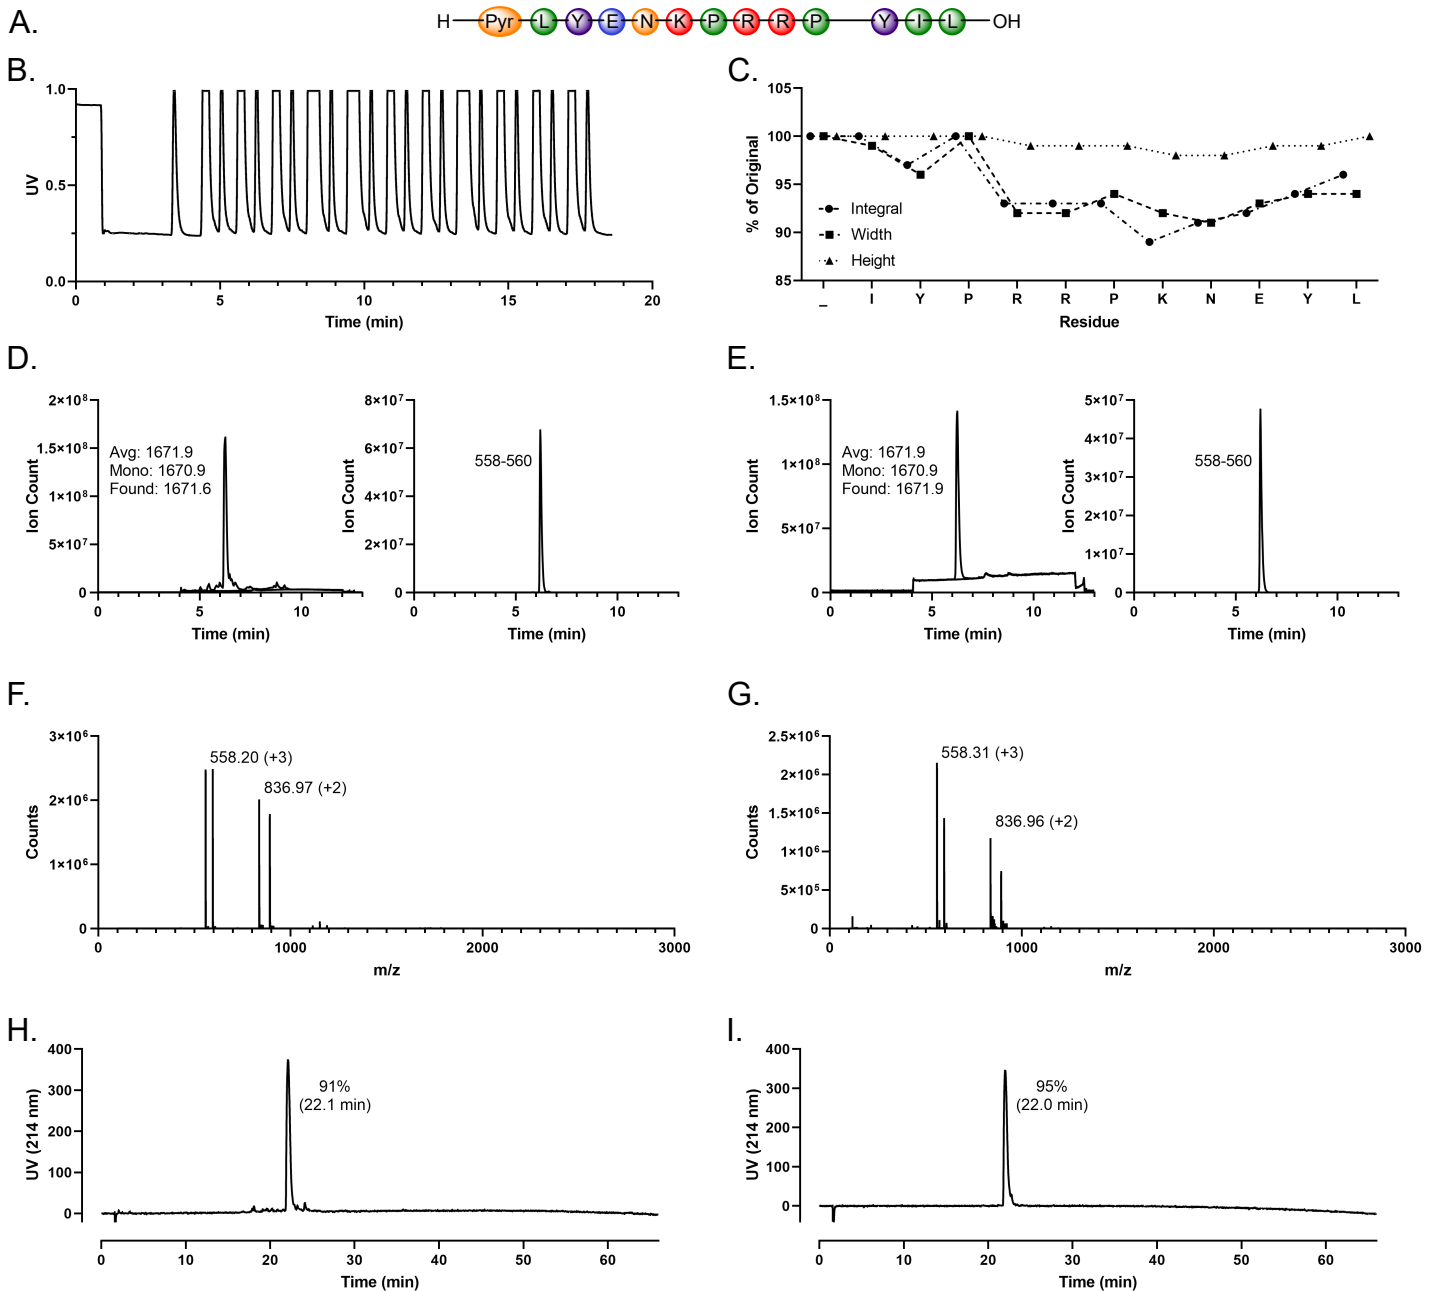 A.
H Pyr L Y E N K P R R P Y I L OH
B.
1.0
0.5
0.0
UV
0 5 10 15 20
Time (min)
C.
105
100
95
90
85
% of Original
Integral
Width
Height
_ I Y P R R P K N E Y L
Residue
D.
2×10⁸
1.5×10⁸
1×10⁸
5×10⁷
0
Ion Count
Avg: 1671.9
Mono: 1670.9
Found: 1671.6
0 5 10
Time (min)
8×10⁷
6×10⁷
4×10⁷
2×10⁷
0
Ion Count
558-560
0 5 10
Time (min)
E.
1.5×10⁸
1×10⁸
5×10⁷
0
Ion Count
Avg: 1671.9
Mono: 1670.9
Found: 1671.9
0 5 10
Time (min)
5×10⁷
4×10⁷
3×10⁷
2×10⁷
1×10⁷
0
Ion Count
558-560
0 5 10
Time (min)
F.
3×10⁶
2×10⁶
1×10⁶
0
Counts
558.20 (+3)
836.97 (+2)
0 1000 2000 3000
m/z
G.
2.5×10⁶
2×10⁶
1.5×10⁶
1×10⁶
5×10⁵
0
Counts
558.31 (+3)
836.96 (+2)
0 1000 2000 3000
m/z
H.
400
300
200
100
0
UV (214 nm)
91%
(22.1 min)
0 10 20 30 40 50 60
Time (min)
I.
400
300
200
100
0
UV (214 nm)
95%
(22.0 min)
0 10 20 30 40 50 60
Time (min)